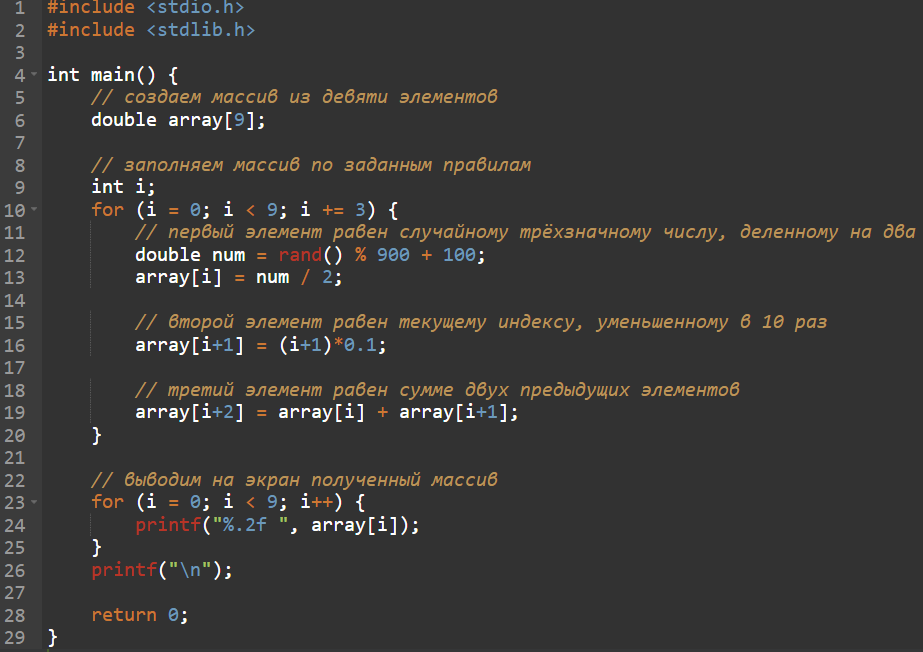 1 #include <stdio.h>
2 #include <stdlib.h>
3
4 int main() {
5 // создаем массив из девяти элементов
6 double array[9];
7
8 // заполняем массив по заданным правилам
9 int i;
10 for (i = 0; i < 9; i += 3) {
11 // первый элемент равен случайному трёхзначному числу, деленному на два
12 double num = rand() % 900 + 100;
13 array[i] = num / 2;
14
15 // второй элемент равен текущему индексу, уменьшенному в 10 раз
16 array[i+1] = (i+1)*0.1;
17
18 // третий элемент равен сумме двух предыдущих элементов
19 array[i+2] = array[i] + array[i+1];
20 }
21
22 // выводим на экран полученный массив
23 for (i = 0; i < 9; i++) {
24 printf("%.2f ", array[i]);
25 }
26 printf("\n");
27
28 return 0;
29 }